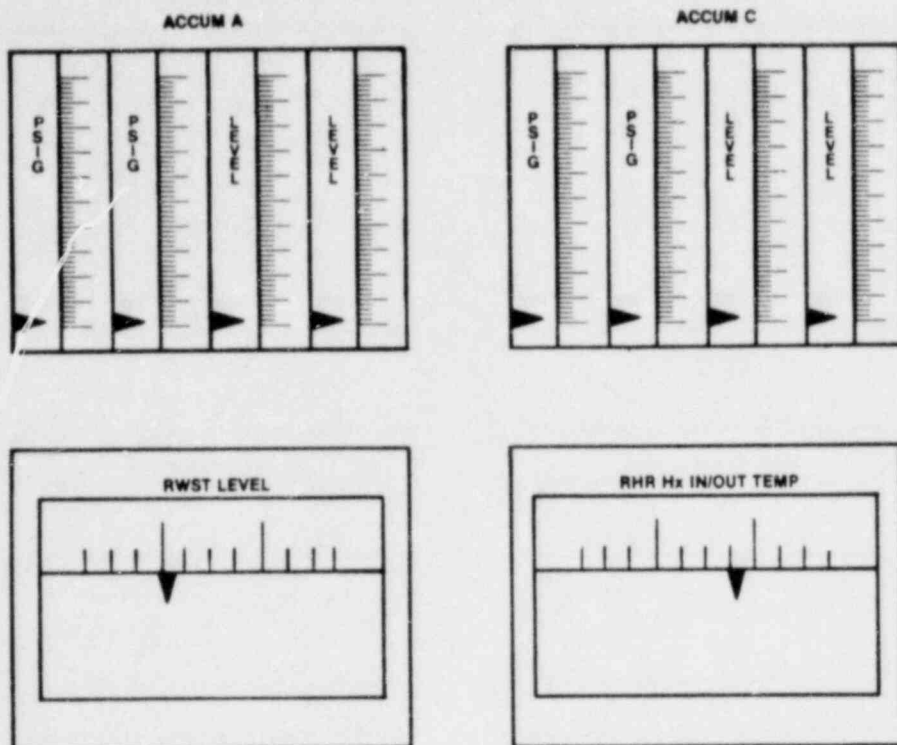 ACCUM A
ACCUM C
PSIG
PSIG
LEVEL
LEVEL
PSIG
PSIG
LEVEL
LEVEL
RWST LEVEL
RHR Hx IN/OUT TEMP